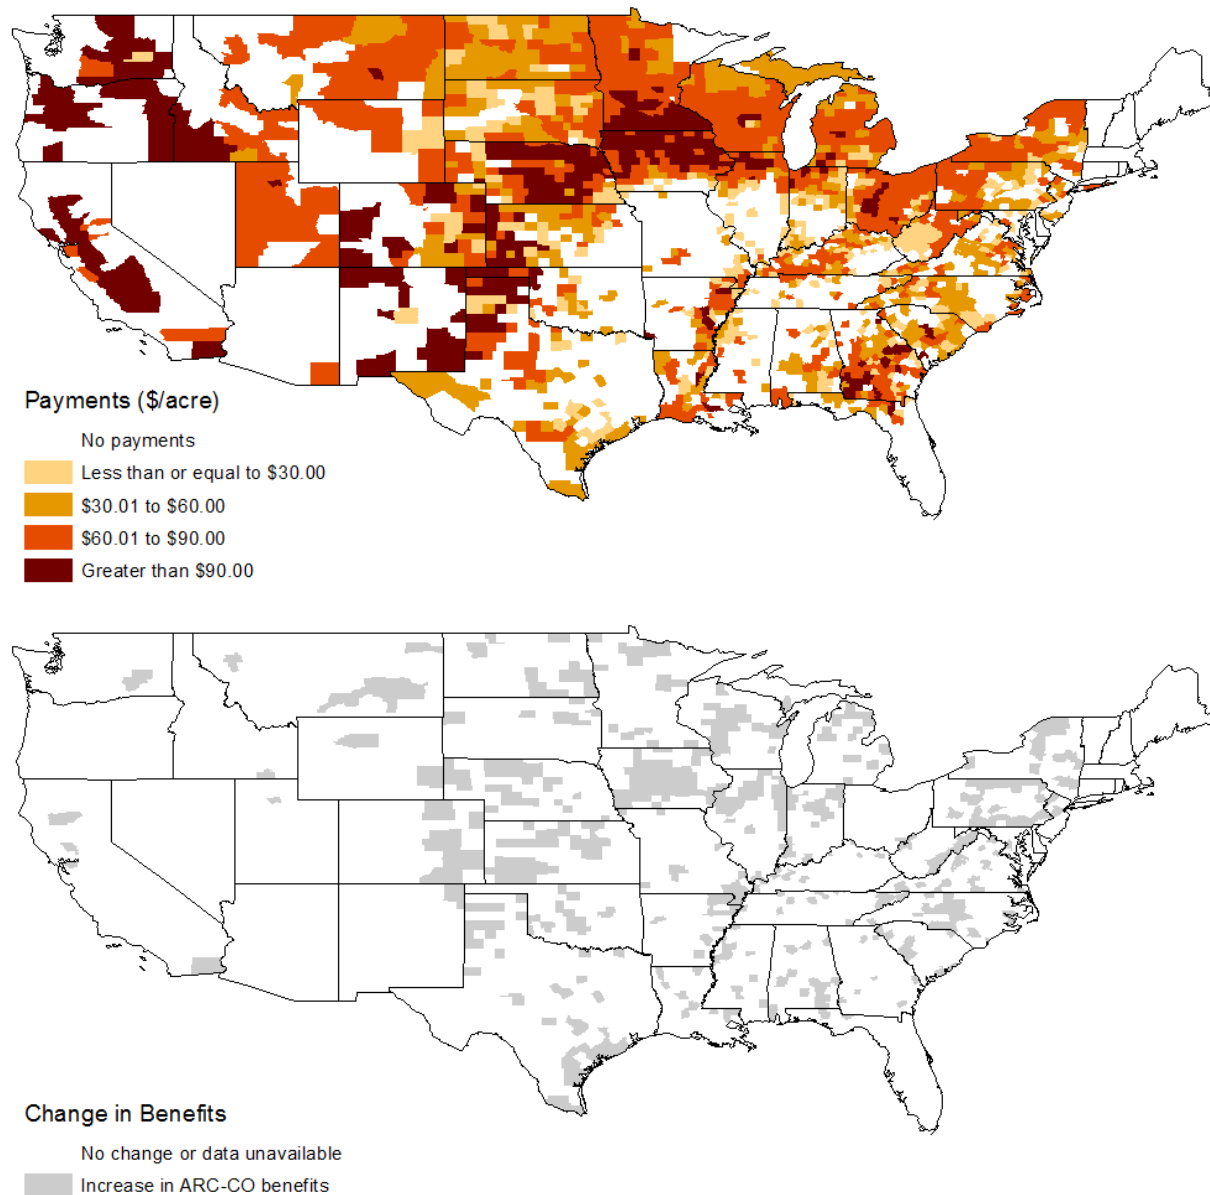 Payments ($/acre)
No payments
Less than or equal to $30.00
$30.01 to $60.00
$60.01 to $90.00
Greater than $90.00
Change in Benefits
No change or data unavailable
Increase in ARC-CO benefits